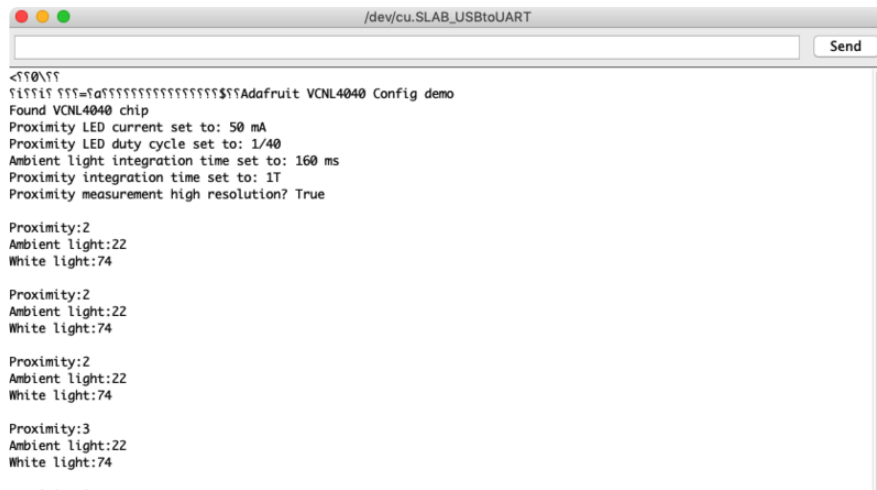 /dev/cu.SLAB_USBtoUART
Send
Adafruit VCNL4040 Config demo
Found VCNL4040 chip
Proximity LED current set to: 50 mA
Proximity LED duty cycle set to: 1/40
Ambient light integration time set to: 160 ms
Proximity integration time set to: 1T
Proximity measurement high resolution? True
Proximity:2
Ambient light:22
White light:74
Proximity:2
Ambient light:22
White light:74
Proximity:2
Ambient light:22
White light:74
Proximity:3
Ambient light:22
White light:74